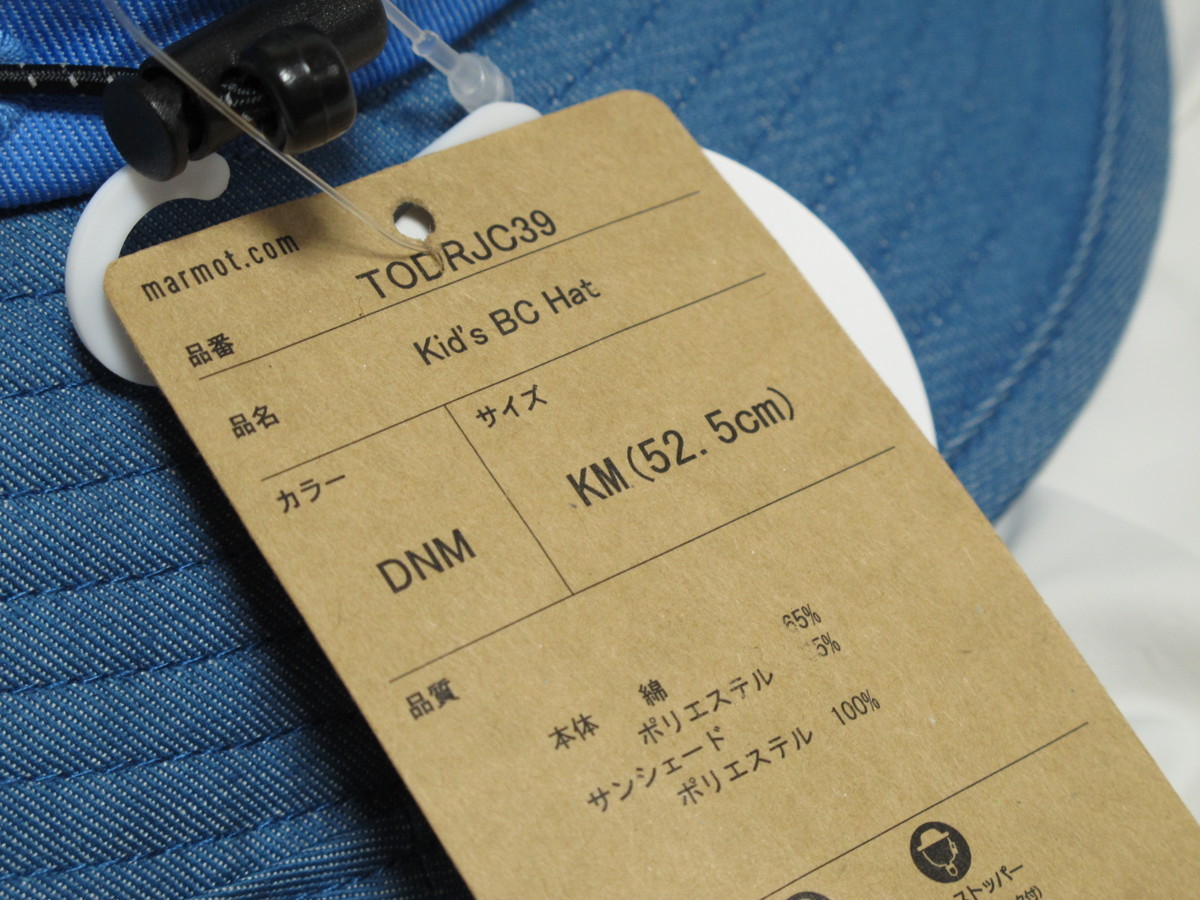 marmot.com
品番 TODRJC39
品名 Kid's BC Hat
カラー
DNM
サイズ
KM(52.5cm)
品質
本体 綿 65%
ポリエステル 5%
サンシェード
ポリエステル 100%
ストッパー